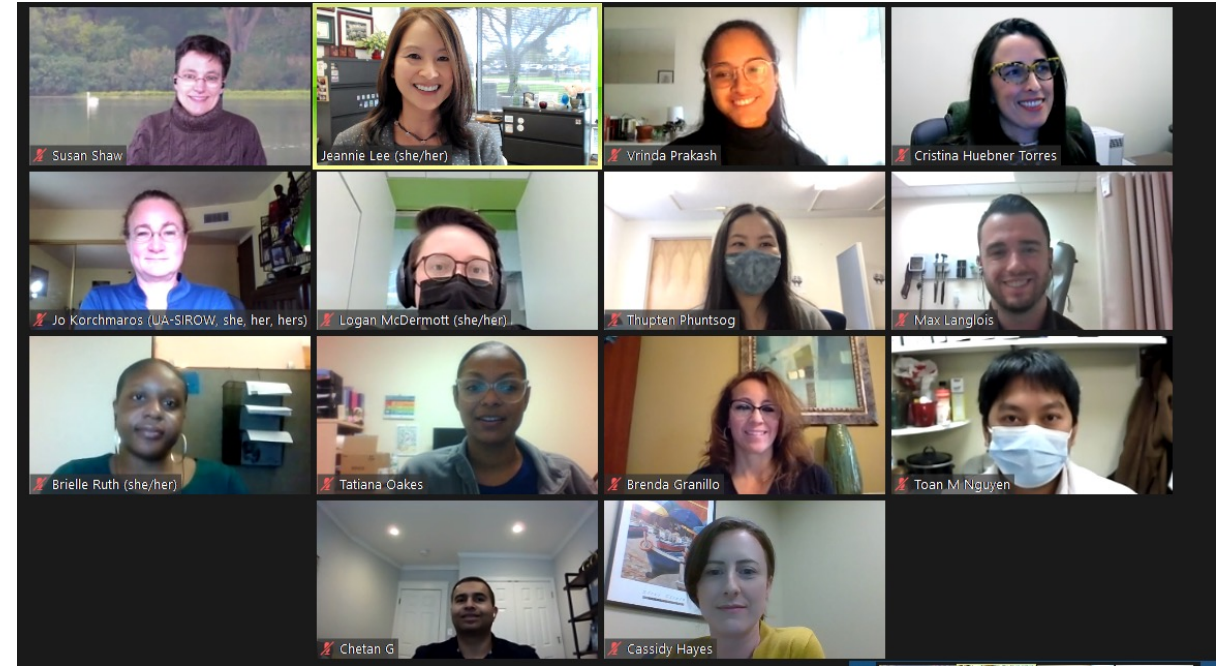 Susan Shaw
Jeannie Lee (she/her)
Vrinda Prakash
Cristina Huebner Torres
Jo Korchmaros (UA-SIROW, she, her, hers)
Logan McDermott (she/her)
Thupten Phuntsog
Max Langlois
Brielle Ruth (she/her)
Tatiana Oakes
Brenda Granillo
Toan M Nguyen
Chetan G
Cassidy Hayes